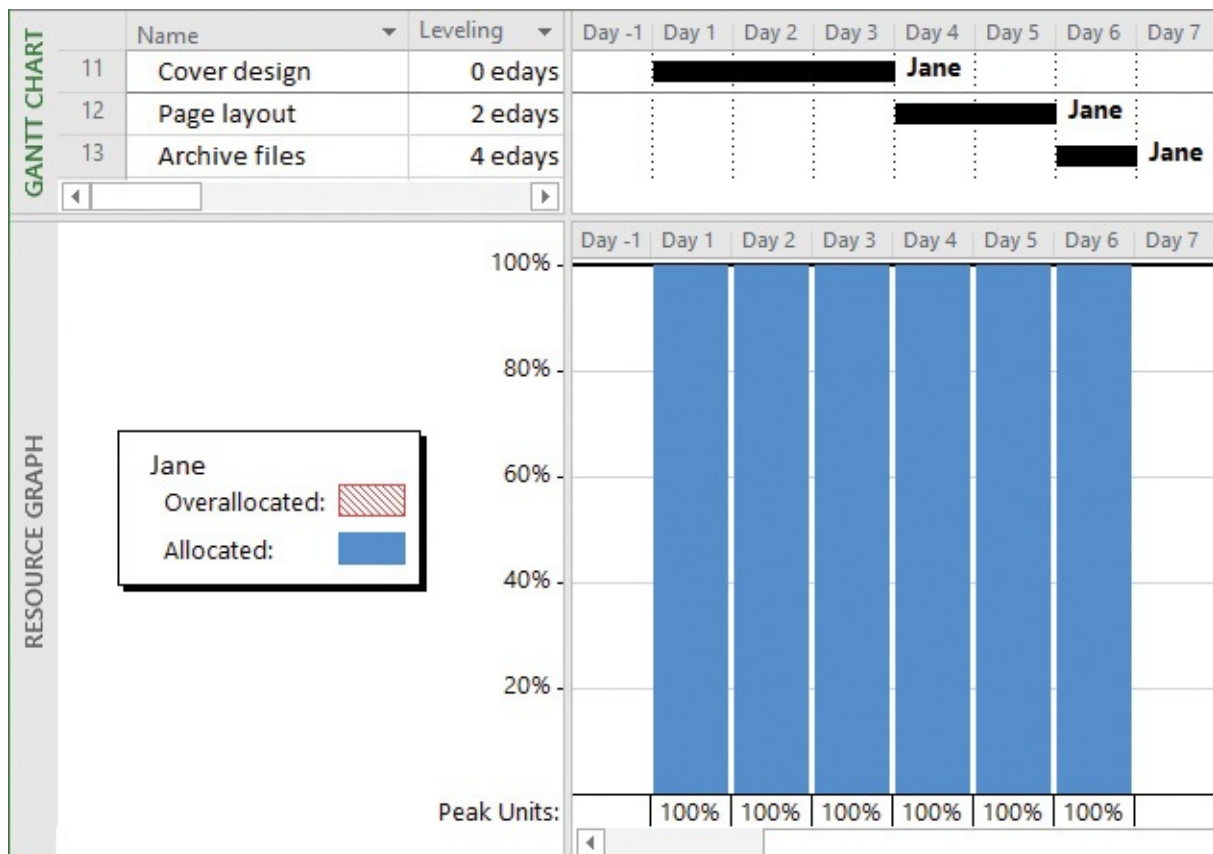 GANTT CHART
Name Leveling Day -1 Day 1 Day 2 Day 3 Day 4 Day 5 Day 6 Day 7
11 Cover design 0 edays Jane
12 Page layout 2 edays Jane
13 Archive files 4 edays Jane
RESOURCE GRAPH
Day -1 Day 1 Day 2 Day 3 Day 4 Day 5 Day 6 Day 7
100%
80%
60%
40%
20%
Jane
Overallocated:
Allocated:
Peak Units: 100% 100% 100% 100% 100% 100%